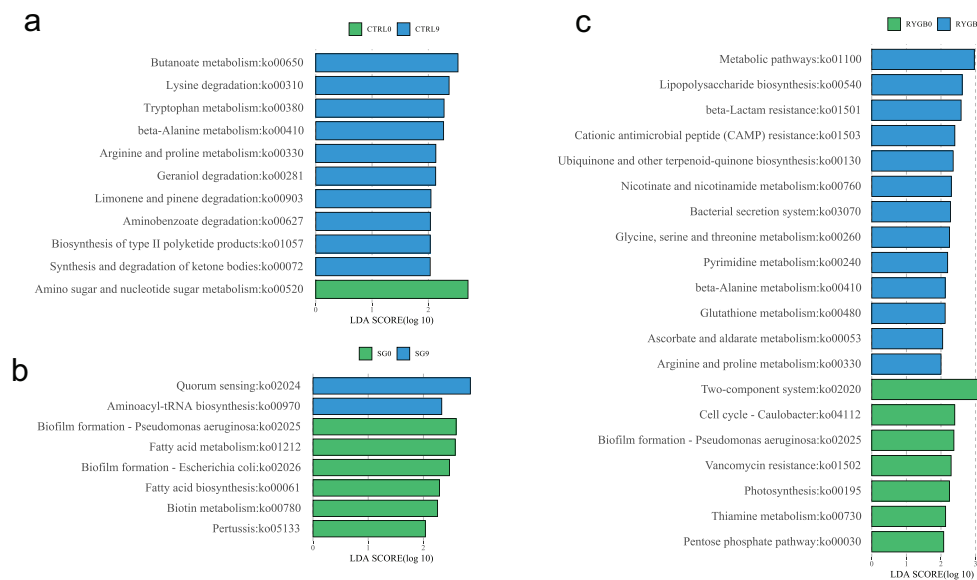 a
CTRL0 CTRL9
Butanoate metabolism:ko00650
Lysine degradation:ko00310
Tryptophan metabolism:ko00380
beta-Alanine metabolism:ko00410
Arginine and proline metabolism:ko00330
Geraniol degradation:ko00281
Limonene and pinene degradation:ko00903
Aminobenzoate degradation:ko00627
Biosynthesis of type II polyketide products:ko01057
Synthesis and degradation of ketone bodies:ko00072
Amino sugar and nucleotide sugar metabolism:ko00520
0 1 2
LDA SCORE(log 10)
b
SG0 SG9
Quorum sensing:ko02024
Aminoacyl-tRNA biosynthesis:ko00970
Biofilm formation - Pseudomonas aeruginosa:ko02025
Fatty acid metabolism:ko01212
Biofilm formation - Escherichia coli:ko02026
Fatty acid biosynthesis:ko00061
Biotin metabolism:ko00780
Pertussis:ko05133
0 1 2
LDA SCORE(log 10)
c
RYGB0 RYGB
Metabolic pathways:ko01100
Lipopolysaccharide biosynthesis:ko00540
beta-Lactam resistance:ko01501
Cationic antimicrobial peptide (CAMP) resistance:ko01503
Ubiquinone and other terpenoid-quinone biosynthesis:ko00130
Nicotinate and nicotinamide metabolism:ko00760
Bacterial secretion system:ko03070
Glycine, serine and threonine metabolism:ko00260
Pyrimidine metabolism:ko00240
beta-Alanine metabolism:ko00410
Glutathione metabolism:ko00480
Ascorbate and aldarate metabolism:ko00053
Arginine and proline metabolism:ko00330
Two-component system:ko02020
Cell cycle - Caulobacter:ko04112
Biofilm formation - Pseudomonas aeruginosa:ko02025
Vancomycin resistance:ko01502
Photosynthesis:ko00195
Thiamine metabolism:ko00730
Pentose phosphate pathway:ko00030
0 1 2 3
LDA SCORE(log 10)